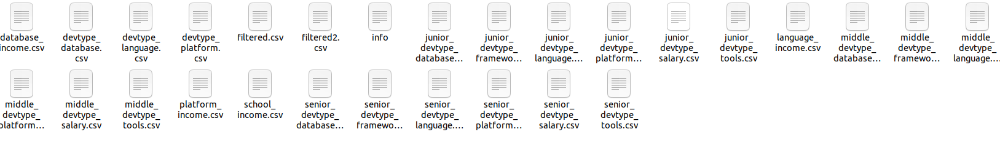 database_
income.csv
devtype_
database.
csv
devtype_
language.
csv
devtype_
platform.
csv
filtered.csv
filtered2.
csv
info
junior_
devtype_
database...
junior_
devtype_
framewo...
junior_
devtype_
language....
junior_
devtype_
platform...
junior_
devtype_
salary.csv
junior_
devtype_
tools.csv
language_
income.csv
middle_
devtype_
database...
middle_
devtype_
framewo...
middle_
devtype_
language....
middle_
devtype_
platform...
middle_
devtype_
salary.csv
middle_
devtype_
tools.csv
platform_
income.csv
school_
income.csv
senior_
devtype_
database...
senior_
devtype_
framewo...
senior_
devtype_
language....
senior_
devtype_
platform...
senior_
devtype_
salary.csv
senior_
devtype_
tools.csv